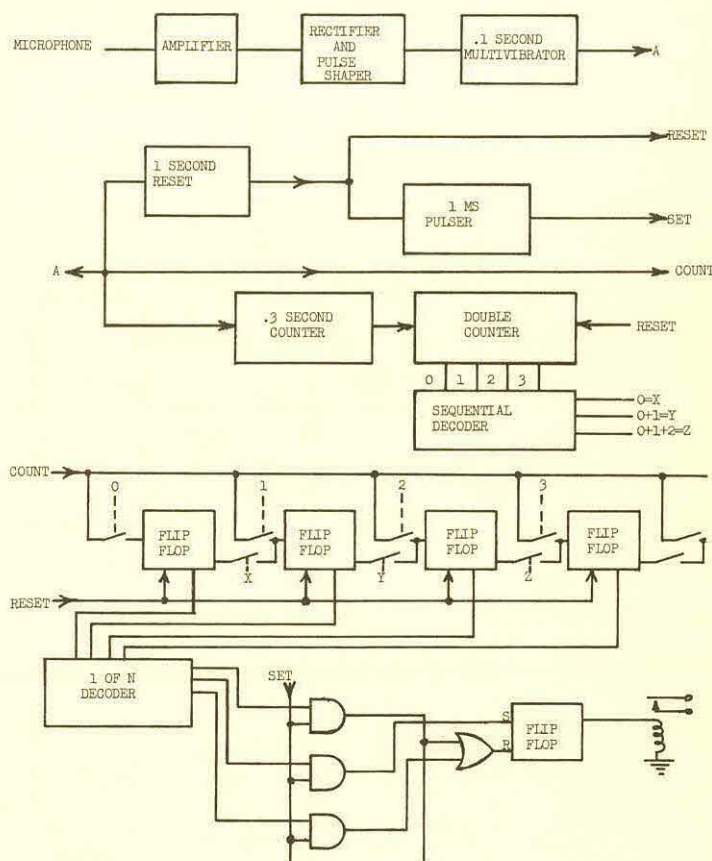 MICROPHONE
AMPLIFIER
RECTIFIER
AND
PULSE
SHAPER
.1 SECOND
MULTIVIBRATOR
A
1 SECOND
RESET
RESET
1 MS
PULSER
SET
A
COUNT
.3 SECOND
COUNTER
DOUBLE
COUNTER
RESET
0 1 2 3
SEQUENTIAL
DECODER
0=X
0+1=Y
0+1+2=Z
COUNT
0 1 2 3
FLIP
FLOP
FLIP
FLOP
FLIP
FLOP
FLIP
FLOP
X Y Z
RESET
1 OF N
DECODER
SET
S
R
FLIP
FLOP